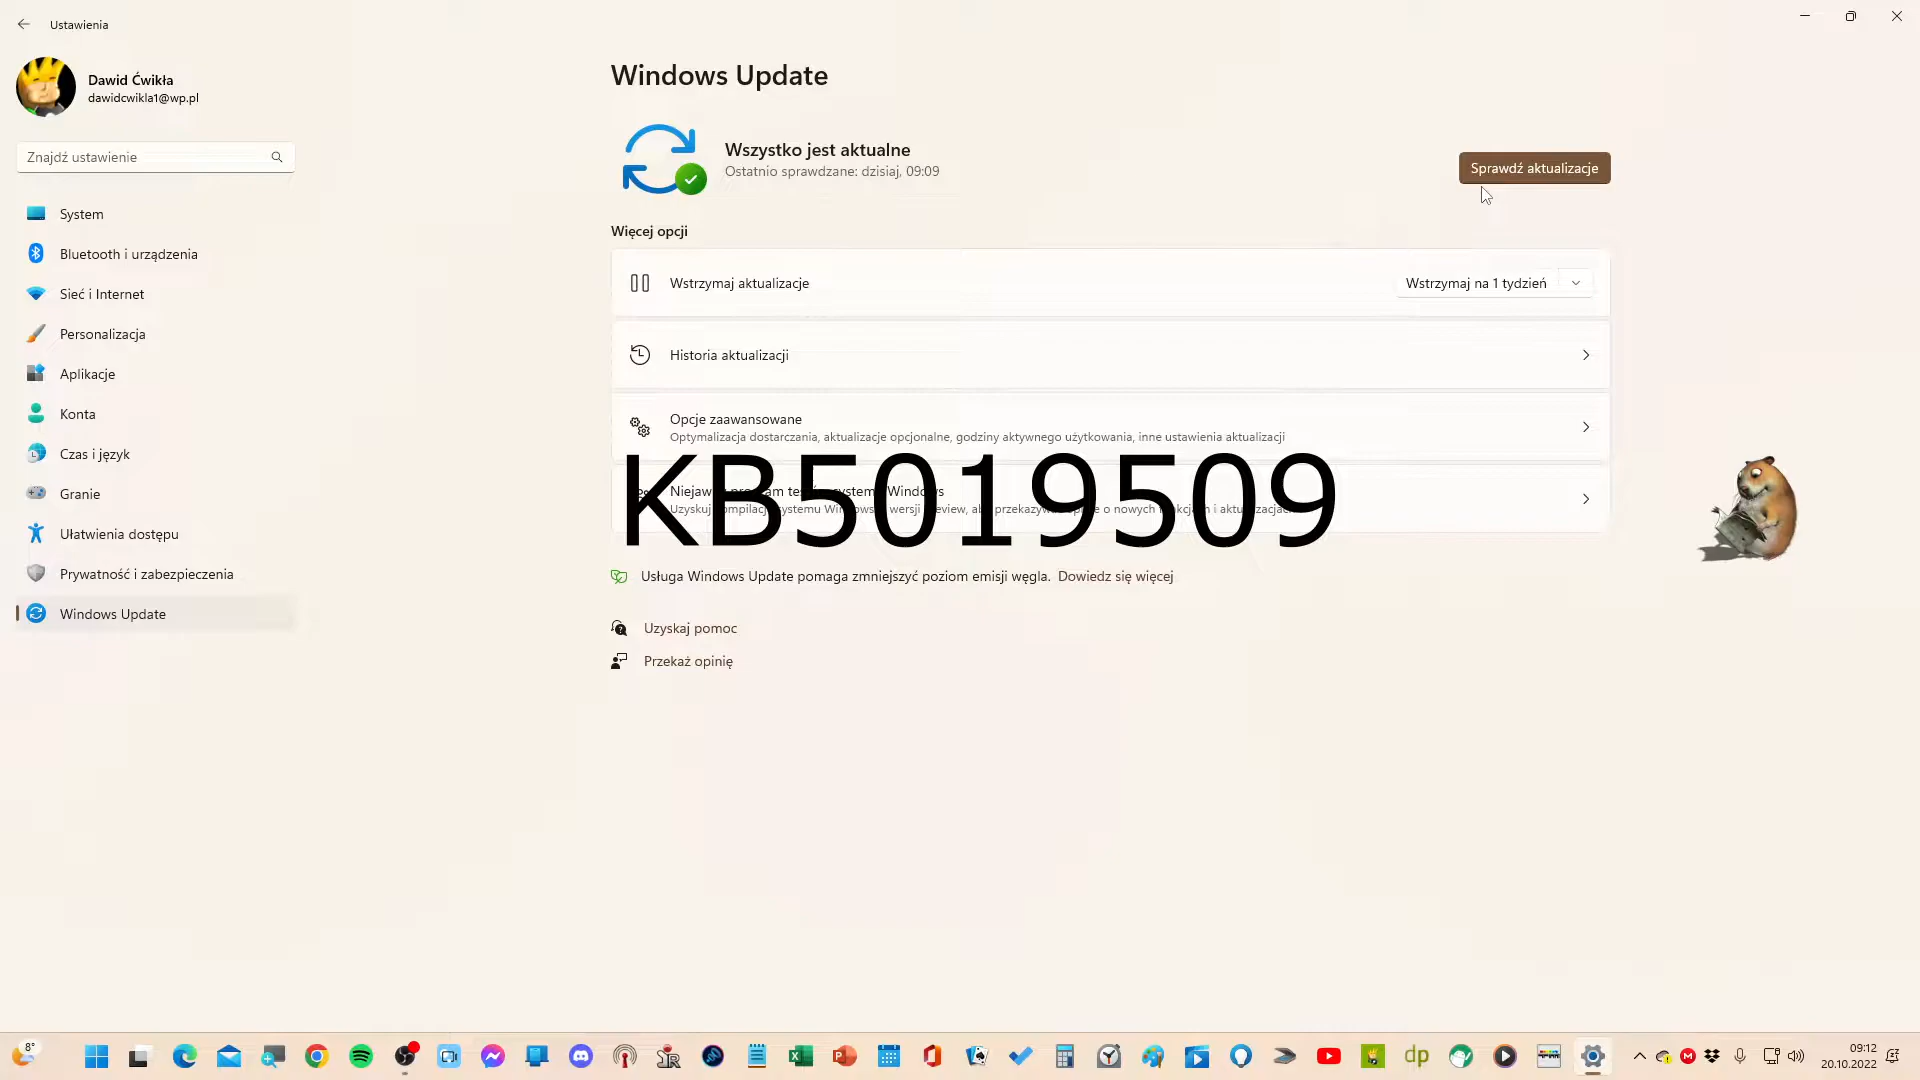 Ustawienia
Dawid Ćwikła
dawidcwikla1@wp.pl
Znajdź ustawienie
System
Bluetooth i urządzenia
Sieć i Internet
Personalizacja
Aplikacje
Konta
Czas i język
Granie
Ułatwienia dostępu
Prywatność i zabezpieczenia
Windows Update
Windows Update
Wszystko jest aktualne
Ostatnio sprawdzane: dzisiaj, 09:09
Sprawdź aktualizacje
Więcej opcji
Wstrzymaj aktualizacje
Wstrzymaj na 1 tydzień
Historia aktualizacji
Opcje zaawansowane
Optymalizacja dostarczania, aktualizacje opcjonalne, godziny aktywnego użytkowania, inne ustawienia aktualizacji
KB5019509
Usługa Windows Update pomaga zmniejszyć poziom emisji węgla. Dowiedz się więcej
Uzyskaj pomoc
Przekaż opinię
8°
09:12
20.10.2022